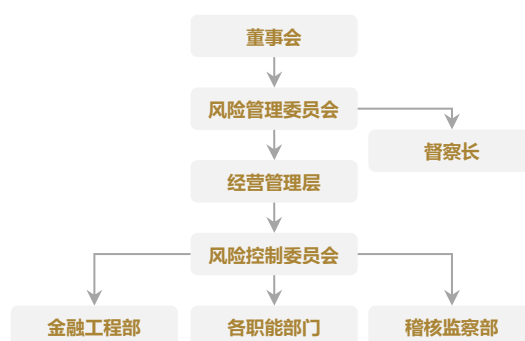 董事会
风险管理委员会
督察长
经营管理层
风险控制委员会
金融工程部
各职能部门
稽核监察部